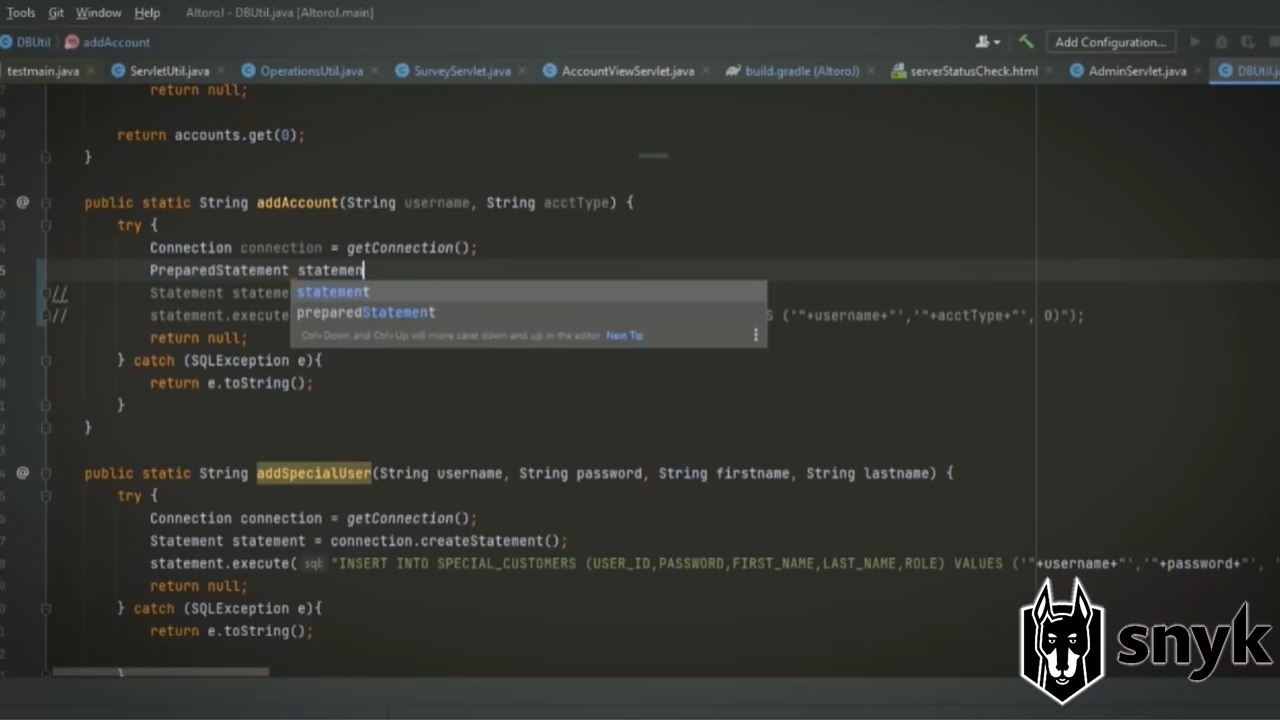 Tools Git Window Help AltoroJ - DBUtil.java [AltoroJ.main]
DBUtil addAccount Add Configuration...
testmain.java ServletUtil.java OperationsUtil.java SurveyServlet.java AccountViewServlet.java build.gradle (AltoroJ) serverStatusCheck.html AdminServlet.java DBUtil.j
return null;
return accounts.get(0);
}
public static String addAccount(String username, String acctType) {
try {
Connection connection = getConnection();
PreparedStatement statemen
// Statement stateme
statement
preparedStatement
// statement.execute S ('"+username+"','"+acctType+"', 0)");
Ctrl+Down and Ctrl+Up will move caret down and up in the editor Next Tip
return null;
} catch (SQLException e){
return e.toString();
}
}
public static String addSpecialUser(String username, String password, String firstname, String lastname) {
try {
Connection connection = getConnection();
Statement statement = connection.createStatement();
statement.execute( sql: "INSERT INTO SPECIAL_CUSTOMERS (USER_ID,PASSWORD,FIRST_NAME,LAST_NAME,ROLE) VALUES ('"+username+"','"+password+"', '
return null;
} catch (SQLException e){
return e.toString();
}
snyk